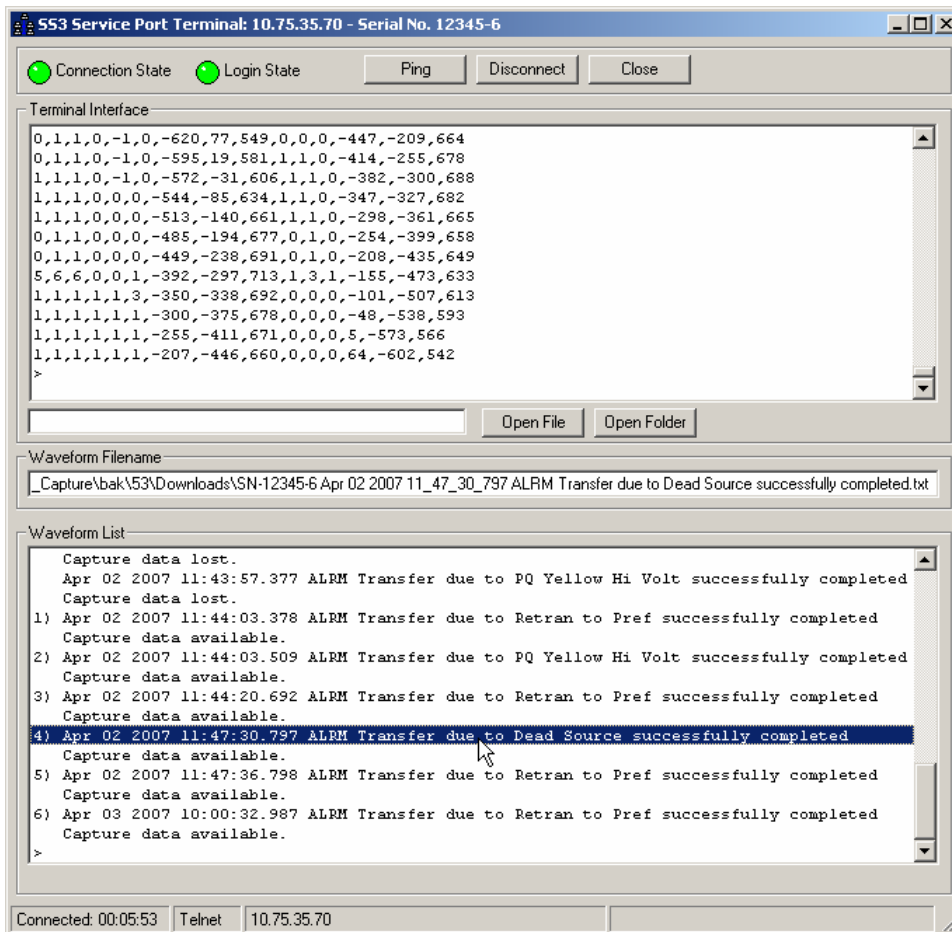 SS3 Service Port Terminal: 10.75.35.70 - Serial No. 12345-6
Connection State Login State Ping Disconnect Close
Terminal Interface
0,1,1,0,-1,0,-620,77,549,0,0,0,-447,-209,664
0,1,1,0,-1,0,-595,19,581,1,1,0,-414,-255,678
1,1,1,0,-1,0,-572,-31,606,1,1,0,-382,-300,688
1,1,1,0,0,0,-544,-85,634,1,1,0,-347,-327,682
1,1,1,0,0,0,-513,-140,661,1,1,0,-298,-361,665
0,1,1,0,0,0,-485,-194,677,0,1,0,-254,-399,658
0,1,1,0,0,0,-449,-238,691,0,1,0,-208,-435,649
5,6,6,0,0,1,-392,-297,713,1,3,1,-155,-473,633
1,1,1,1,1,3,-350,-338,692,0,0,0,-101,-507,613
1,1,1,1,1,1,-300,-375,678,0,0,0,-48,-538,593
1,1,1,1,1,1,-255,-411,671,0,0,0,5,-573,566
1,1,1,1,1,1,-207,-446,660,0,0,0,64,-602,542
>
Open File Open Folder
Waveform Filename
_Capture\bak\53\Downloads\SN-12345-6 Apr 02 2007 11_47_30_797 ALRM Transfer due to Dead Source successfully completed.txt
Waveform List
Capture data lost.
Apr 02 2007 11:43:57.377 ALRM Transfer due to PQ Yellow Hi Volt successfully completed
Capture data lost.
1) Apr 02 2007 11:44:03.378 ALRM Transfer due to Retran to Pref successfully completed
Capture data available.
2) Apr 02 2007 11:44:03.509 ALRM Transfer due to PQ Yellow Hi Volt successfully completed
Capture data available.
3) Apr 02 2007 11:44:20.692 ALRM Transfer due to Retran to Pref successfully completed
Capture data available.
4) Apr 02 2007 11:47:30.797 ALRM Transfer due to Dead Source successfully completed
Capture data available.
5) Apr 02 2007 11:47:36.798 ALRM Transfer due to Retran to Pref successfully completed
Capture data available.
6) Apr 03 2007 10:00:32.987 ALRM Transfer due to Retran to Pref successfully completed
Capture data available.
>
Connected: 00:05:53 Telnet 10.75.35.70